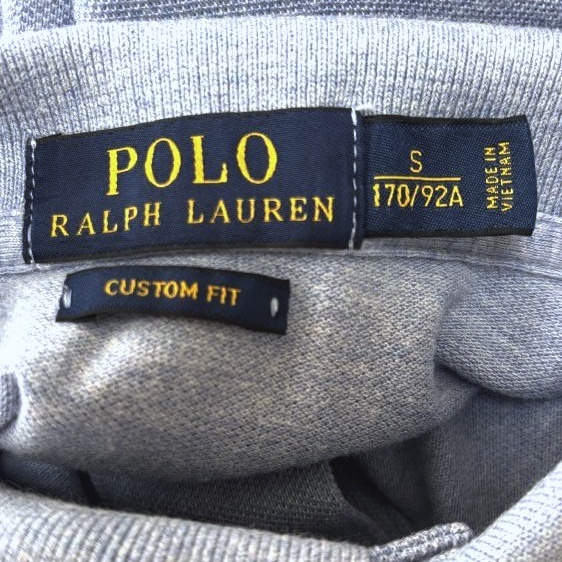 POLO
RALPH LAUREN
S
170/92A
MADE IN
VIETNAM
CUSTOM FIT